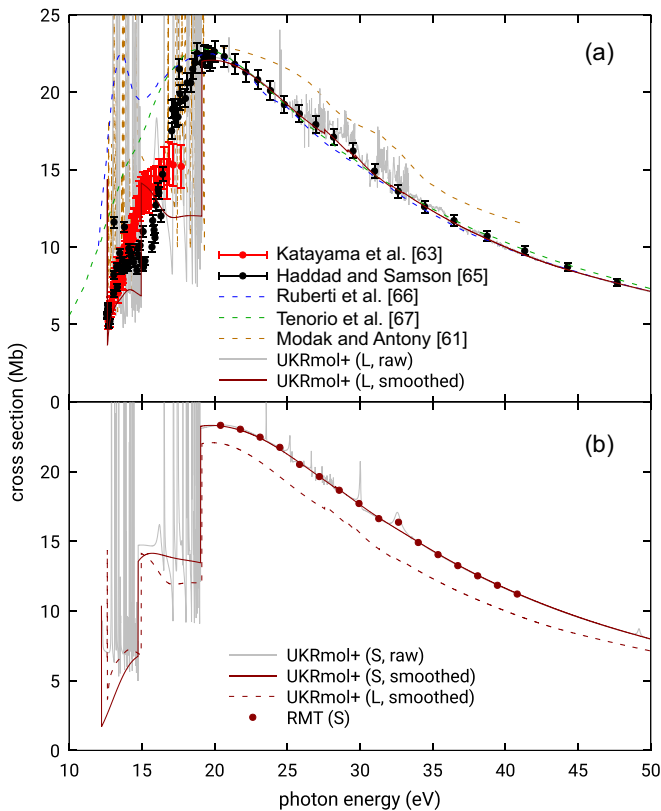 25
20
15
10
5
0
(a)
Katayama et al. [63]
Haddad and Samson [65]
Ruberti et al. [66]
Tenorio et al. [67]
Modak and Antony [61]
UKRmol+ (L, raw)
UKRmol+ (L, smoothed)
cross section (Mb)
20
15
10
5
0
(b)
UKRmol+ (S, raw)
UKRmol+ (S, smoothed)
UKRmol+ (L, smoothed)
RMT (S)
10 15 20 25 30 35 40 45 50
photon energy (eV)